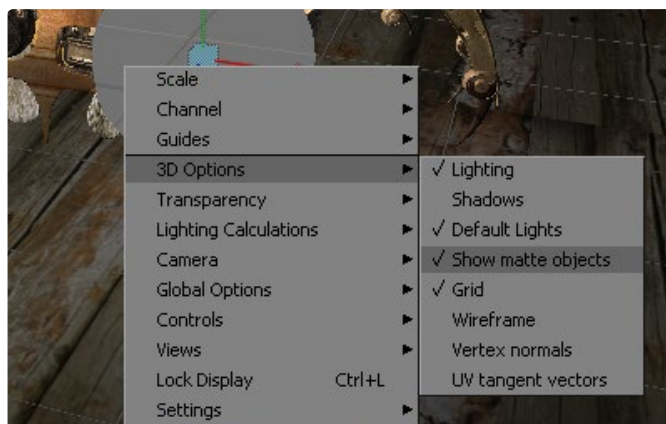 Scale
Channel
Guides
3D Options
Transparency
Lighting Calculations
Camera
Global Options
Controls
Views
Lock Display Ctrl+L
Settings
✓ Lighting
Shadows
✓ Default Lights
✓ Show matte objects
✓ Grid
Wireframe
Vertex normals
UV tangent vectors